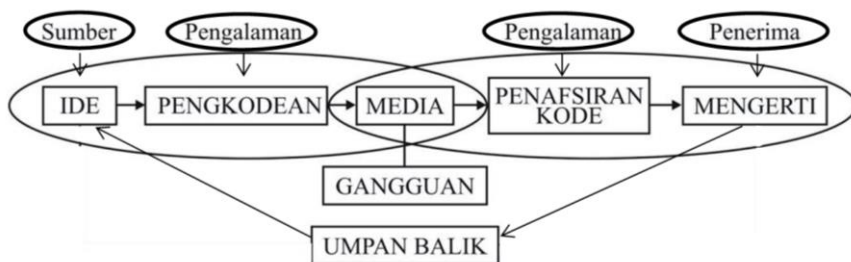 Sumber
Pengalaman
Pengalaman
Penerima
IDE
PENGKODEAN
MEDIA
PENAFSIRAN
KODE
MENGERTI
GANGGUAN
UMPAN BALIK